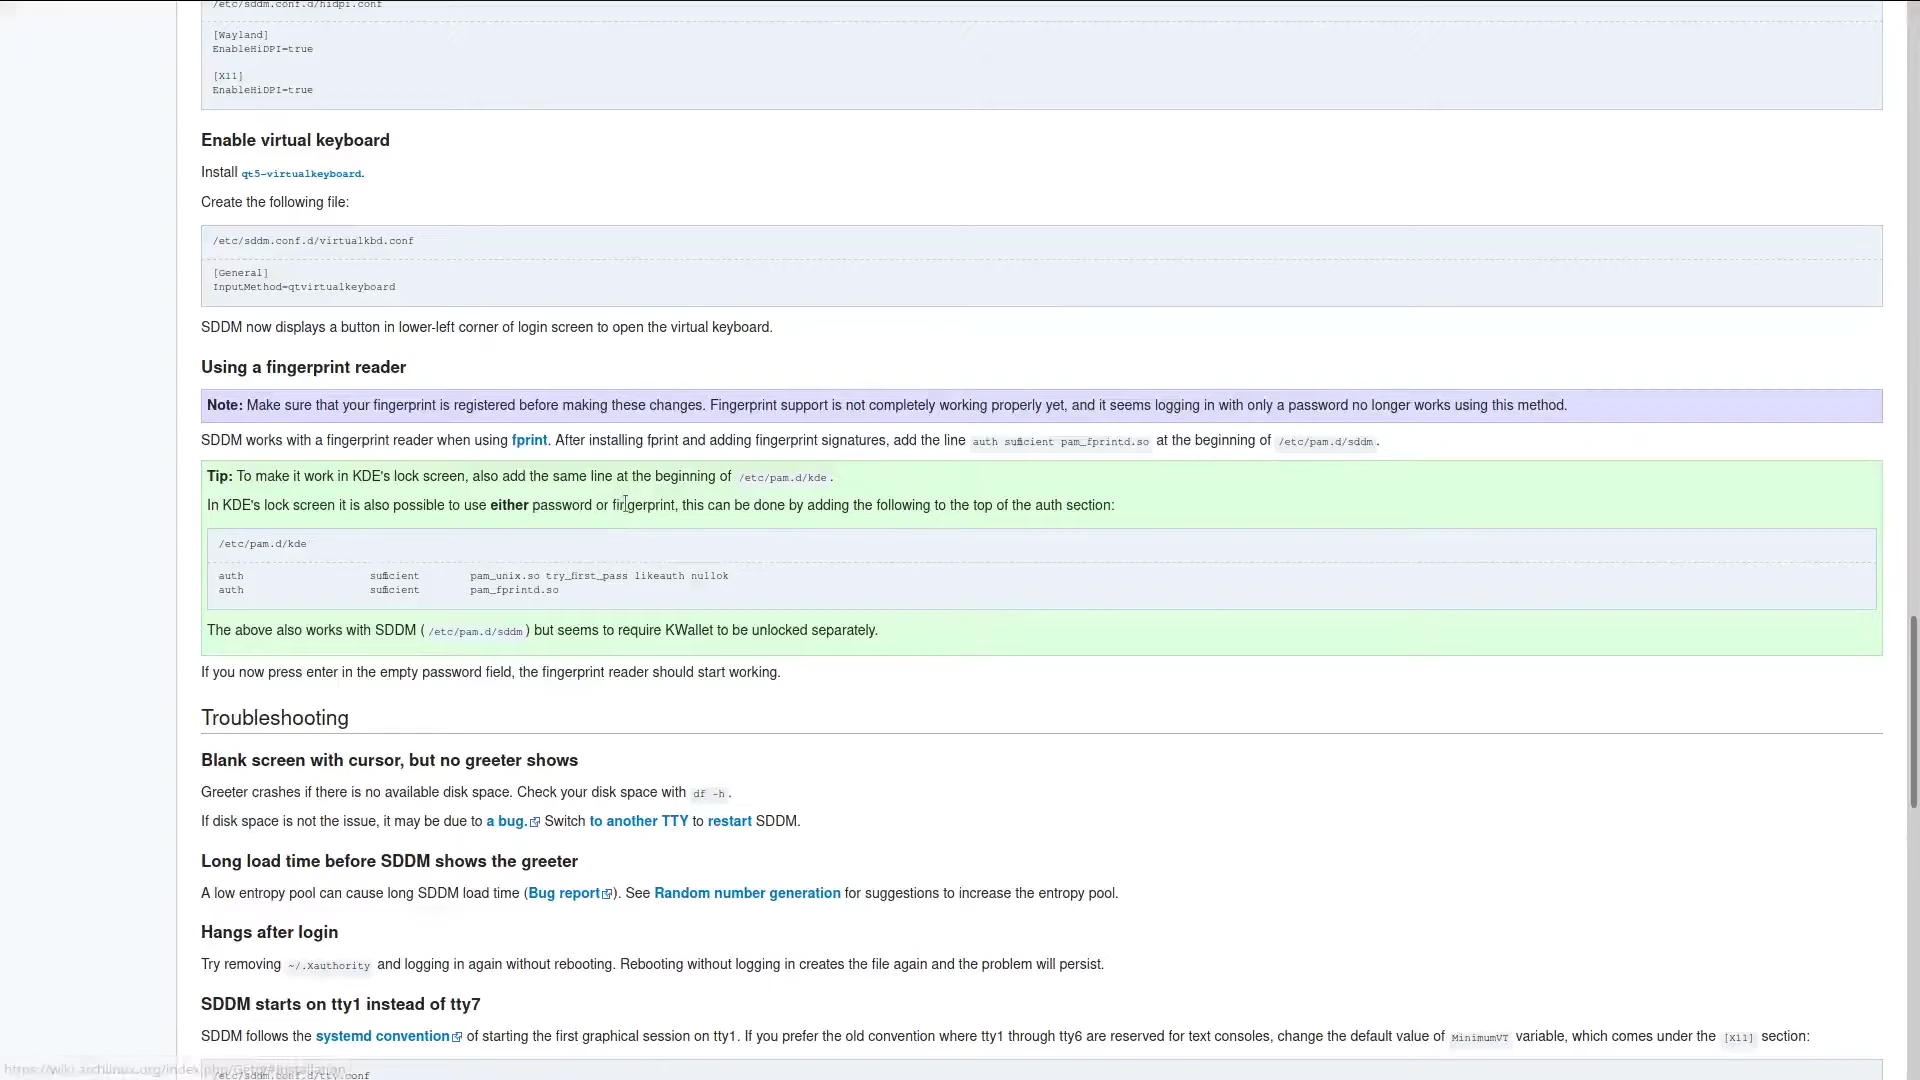 /etc/sddm.conf.d/hidpi.conf
[Wayland]
EnableHiDPI=true
[X11]
EnableHiDPI=true
Enable virtual keyboard
Install qt5-virtualkeyboard.
Create the following file:
/etc/sddm.conf.d/virtualkbd.conf
[General]
InputMethod=qtvirtualkeyboard
SDDM now displays a button in lower-left corner of login screen to open the virtual keyboard.
Using a fingerprint reader
Note: Make sure that your fingerprint is registered before making these changes. Fingerprint support is not completely working properly yet, and it seems logging in with only a password no longer works using this method.
SDDM works with a fingerprint reader when using fprint. After installing fprint and adding fingerprint signatures, add the line auth sufficient pam_fprintd.so at the beginning of /etc/pam.d/sddm.
Tip: To make it work in KDE's lock screen, also add the same line at the beginning of /etc/pam.d/kde.
In KDE's lock screen it is also possible to use either password or fingerprint, this can be done by adding the following to the top of the auth section:
/etc/pam.d/kde
auth sufficient pam_unix.so try_first_pass likeauth nullok
auth sufficient pam_fprintd.so
The above also works with SDDM ( /etc/pam.d/sddm ) but seems to require KWallet to be unlocked separately.
If you now press enter in the empty password field, the fingerprint reader should start working.
Troubleshooting
Blank screen with cursor, but no greeter shows
Greeter crashes if there is no available disk space. Check your disk space with df -h.
If disk space is not the issue, it may be due to a bug. Switch to another TTY to restart SDDM.
Long load time before SDDM shows the greeter
A low entropy pool can cause long SDDM load time (Bug report). See Random number generation for suggestions to increase the entropy pool.
Hangs after login
Try removing ~/.Xauthority and logging in again without rebooting. Rebooting without logging in creates the file again and the problem will persist.
SDDM starts on tty1 instead of tty7
SDDM follows the systemd convention of starting the first graphical session on tty1. If you prefer the old convention where tty1 through tty6 are reserved for text consoles, change the default value of MinimumVT variable, which comes under the [X11] section:
https://wiki.archlinux.org/index.php/Getty#Installation
/etc/sddm.conf.d/tty.conf